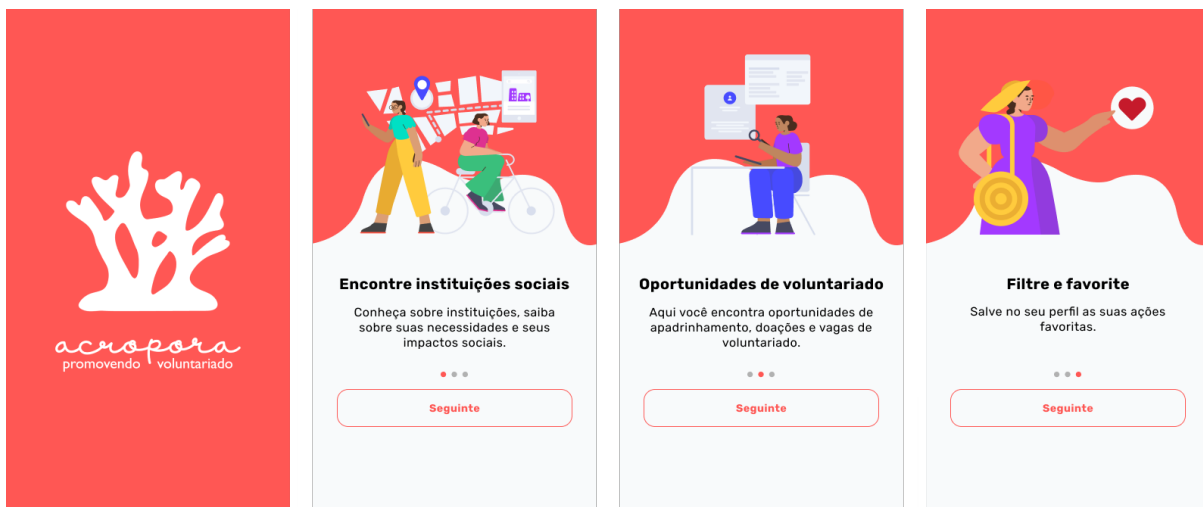 acropora
promovendo voluntariado
Encontre instituições sociais
Conheça sobre instituições, saiba
sobre suas necessidades e seus
impactos sociais.
Seguinte
Oportunidades de voluntariado
Aqui você encontra oportunidades de
apadrinhamento, doações e vagas de
voluntariado.
Seguinte
Filtre e favorite
Salve no seu perfil as suas ações
favoritas.
Seguinte